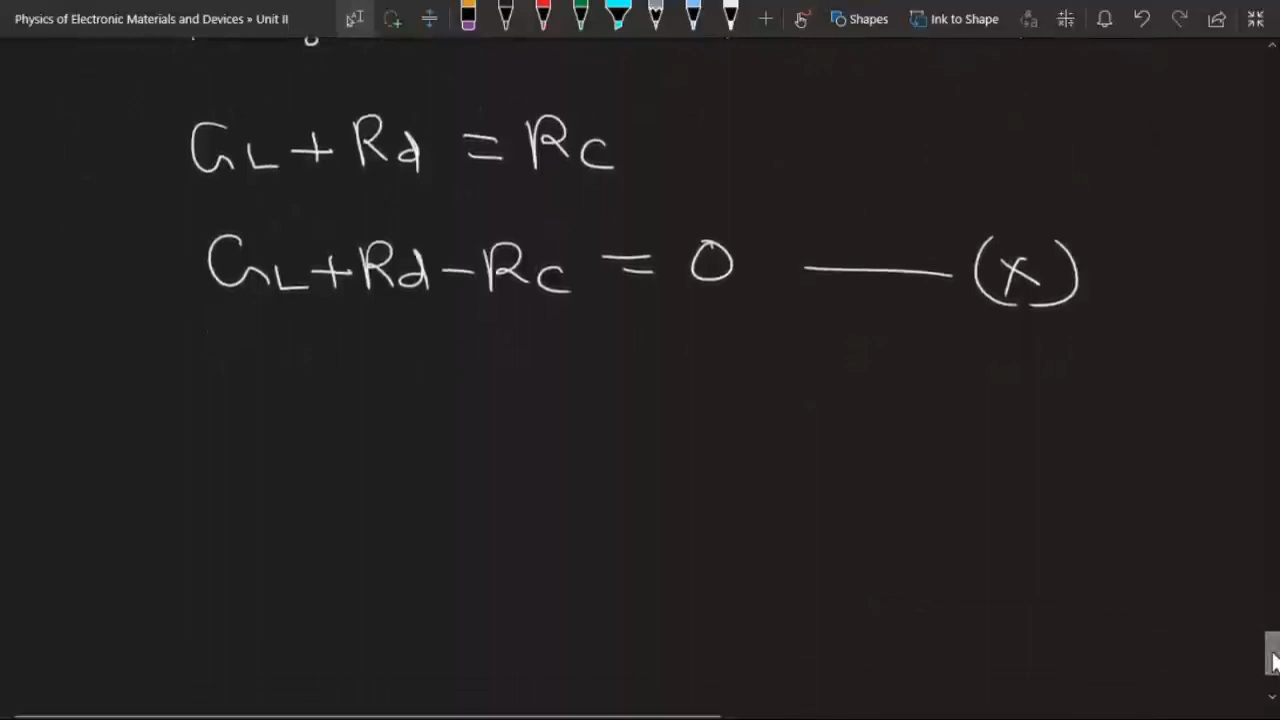 Physics of Electronic Materials and Devices » Unit II
Shapes
Ink to Shape
GL + Rd = Rc
GL + Rd - Rc = 0 —— (x)